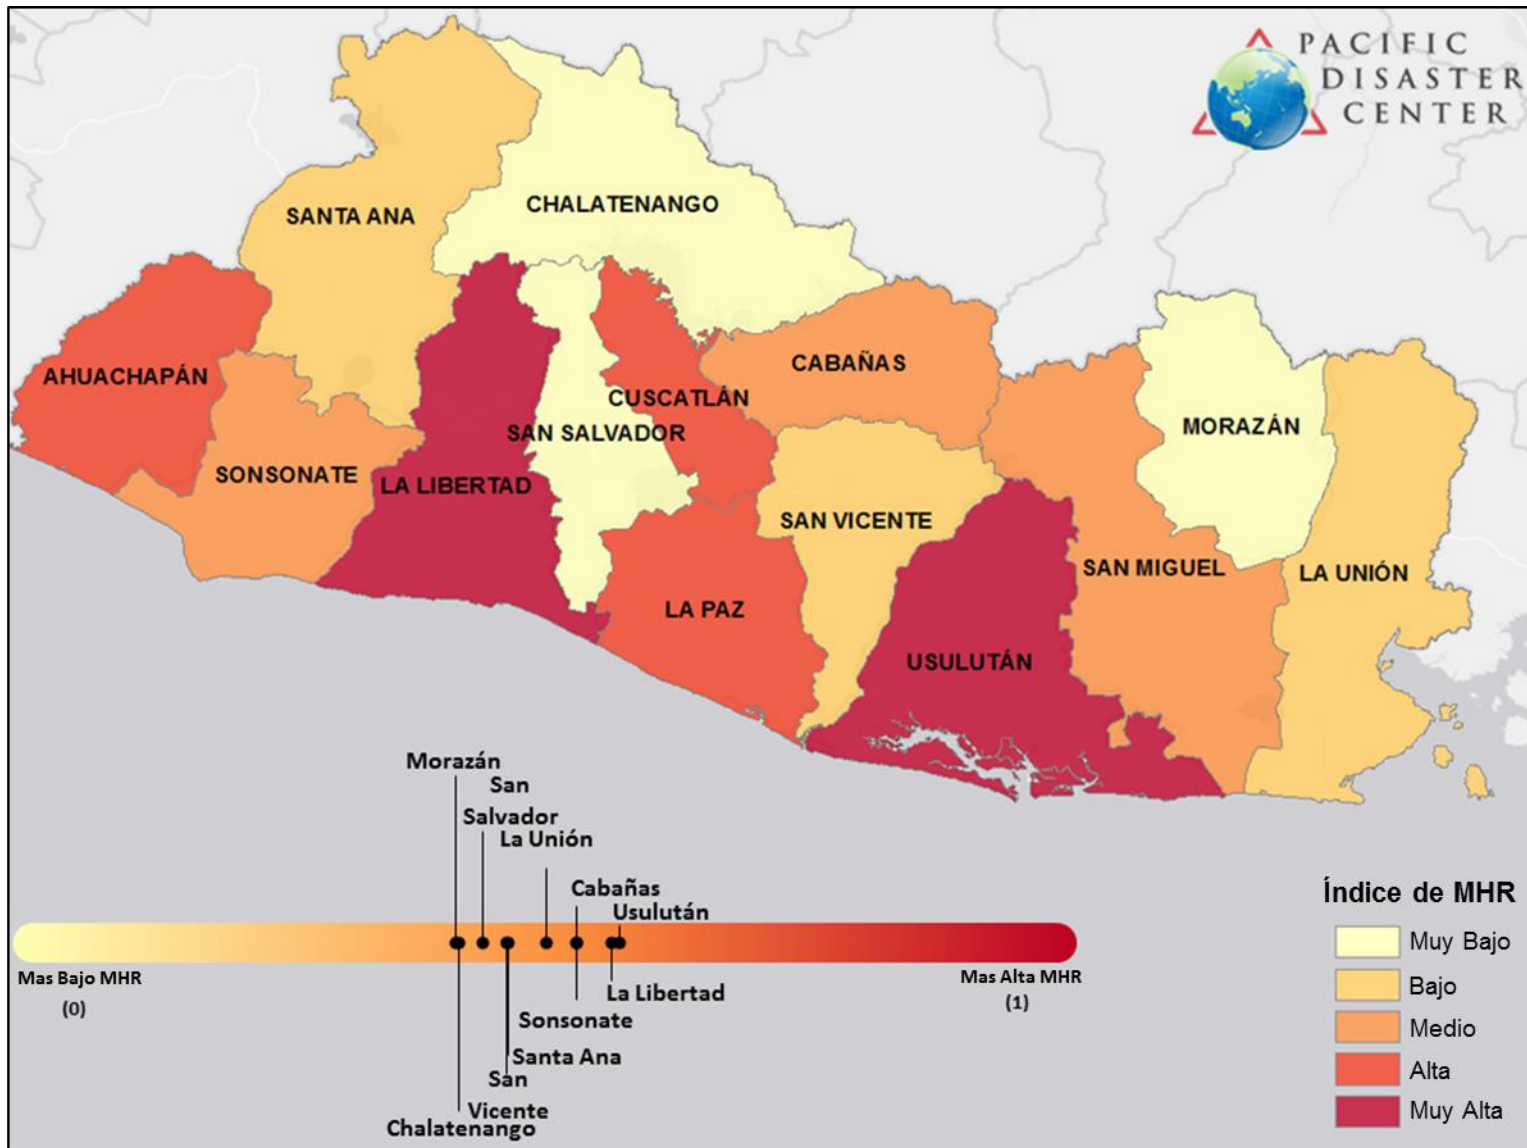 PACIFIC
DISASTER
CENTER
CHALATENANGO
SANTA ANA
AHUACHAPÁN
CABAÑAS
CUSCATLÁN
SAN SALVADOR
MORAZÁN
SONSONATE
LA LIBERTAD
SAN VICENTE
SAN MIGUEL
LA UNIÓN
LA PAZ
USULUTÁN
Morazán
San
Salvador
La Unión
Cabañas
Usulután
Mas Bajo MHR
(0)
Mas Alta MHR
(1)
La Libertad
Sonsonate
Santa Ana
San
Vicente
Chalatenango
Índice de MHR
Muy Bajo
Bajo
Medio
Alta
Muy Alta